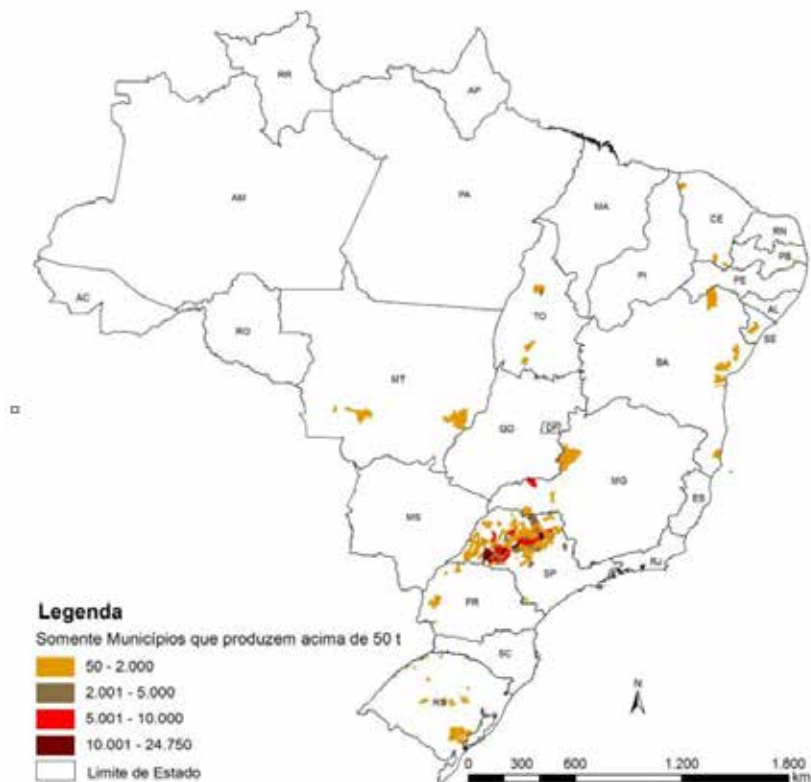 RR
AP
AM
PA
MA
CE
RN
PB
PI
PE
AL
SE
AC
TO
RO
BA
MT
GO
DF
MG
ES
MS
SP
RJ
PR
SC
RS
Legenda
Somente Municípios que produzem acima de 50 t
50 - 2.000
2.001 - 5.000
5.001 - 10.000
10.001 - 24.750
Limite de Estado
N
0 300 600 1.200 1.800
km